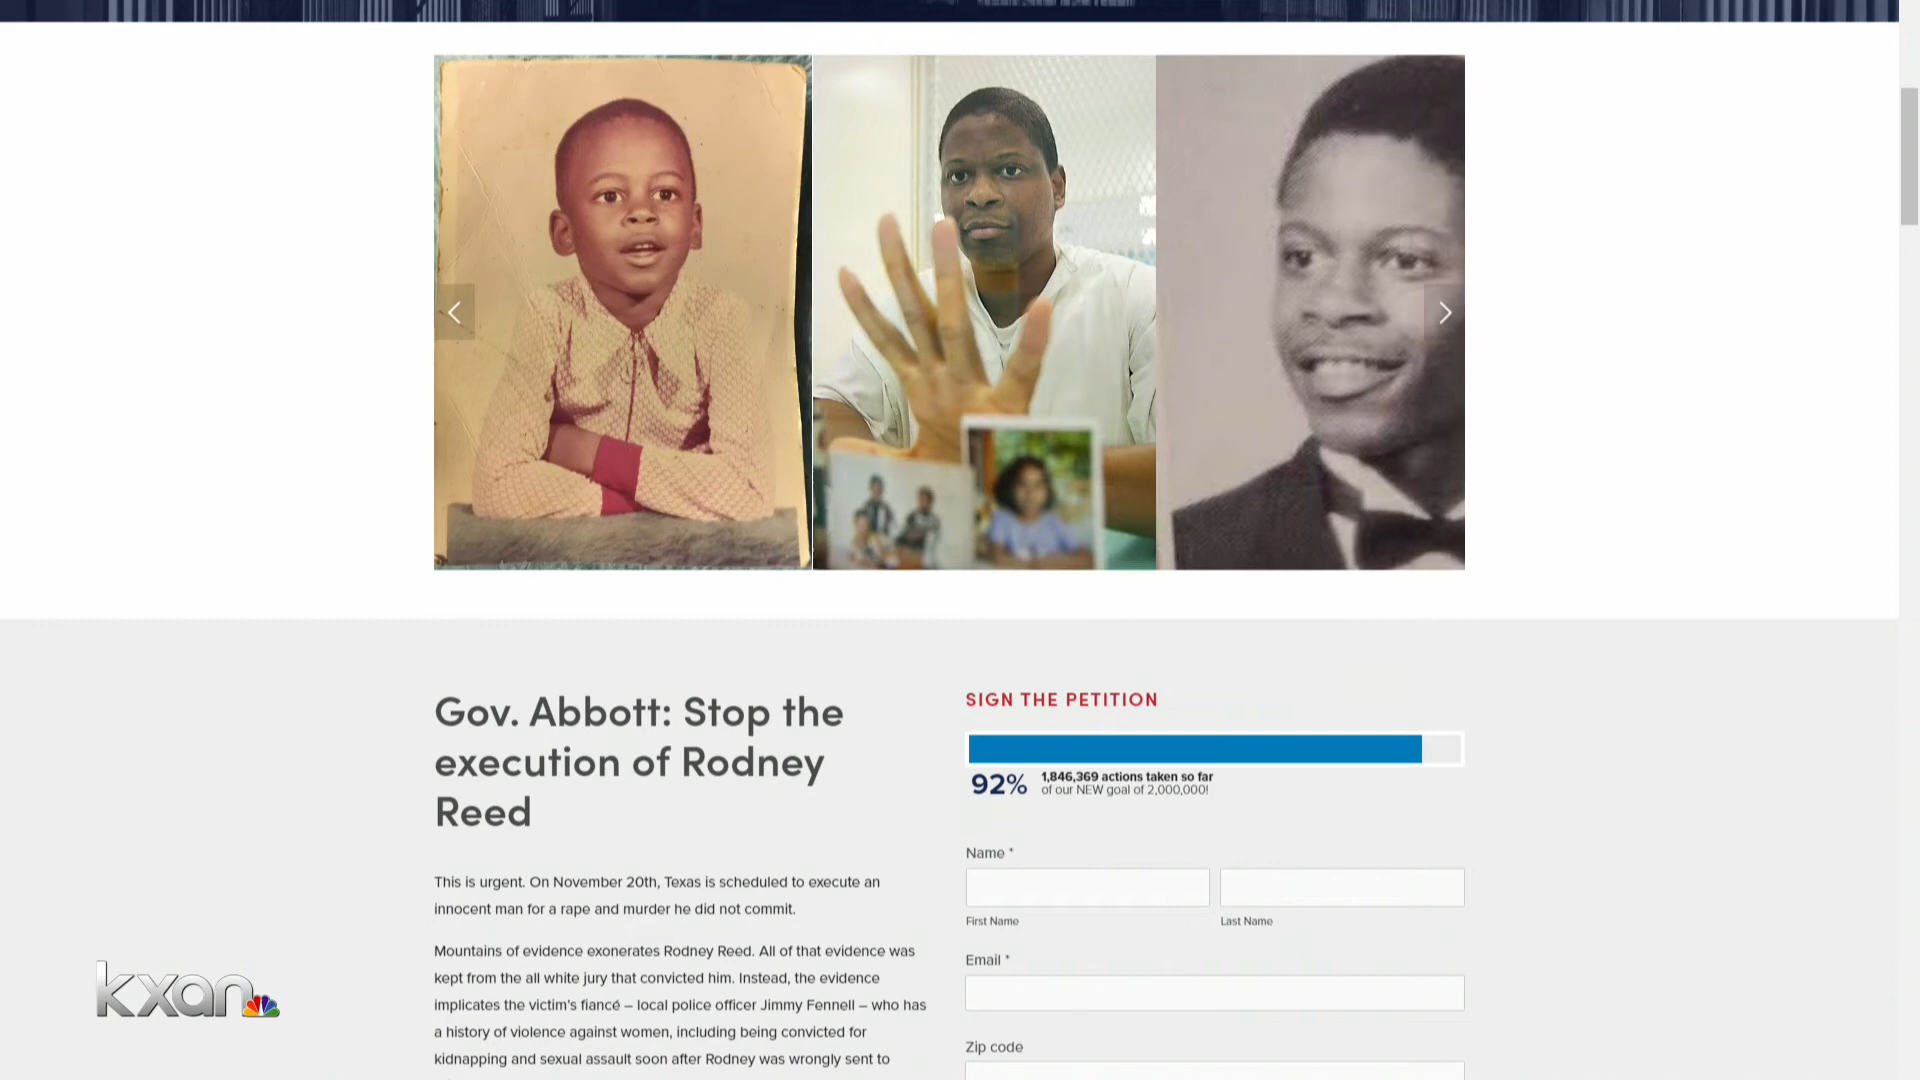 Gov. Abbott: Stop the
execution of Rodney
Reed
This is urgent. On November 20th, Texas is scheduled to execute an
innocent man for a rape and murder he did not commit.
Mountains of evidence exonerates Rodney Reed. All of that evidence was
kept from the all white jury that convicted him. Instead, the evidence
implicates the victim's fiancé – local police officer Jimmy Fennell – who has
a history of violence against women, including being convicted for
kidnapping and sexual assault soon after Rodney was wrongly sent to
SIGN THE PETITION
92%
1,846,369 actions taken so far
of our NEW goal of 2,000,000!
Name *
First Name
Last Name
Email *
Zip code
kxan